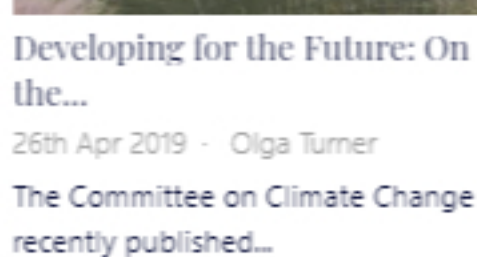 Developing for the Future: On
the...
26th Apr 2019 - Olga Turner
The Committee on Climate Change
recently published...